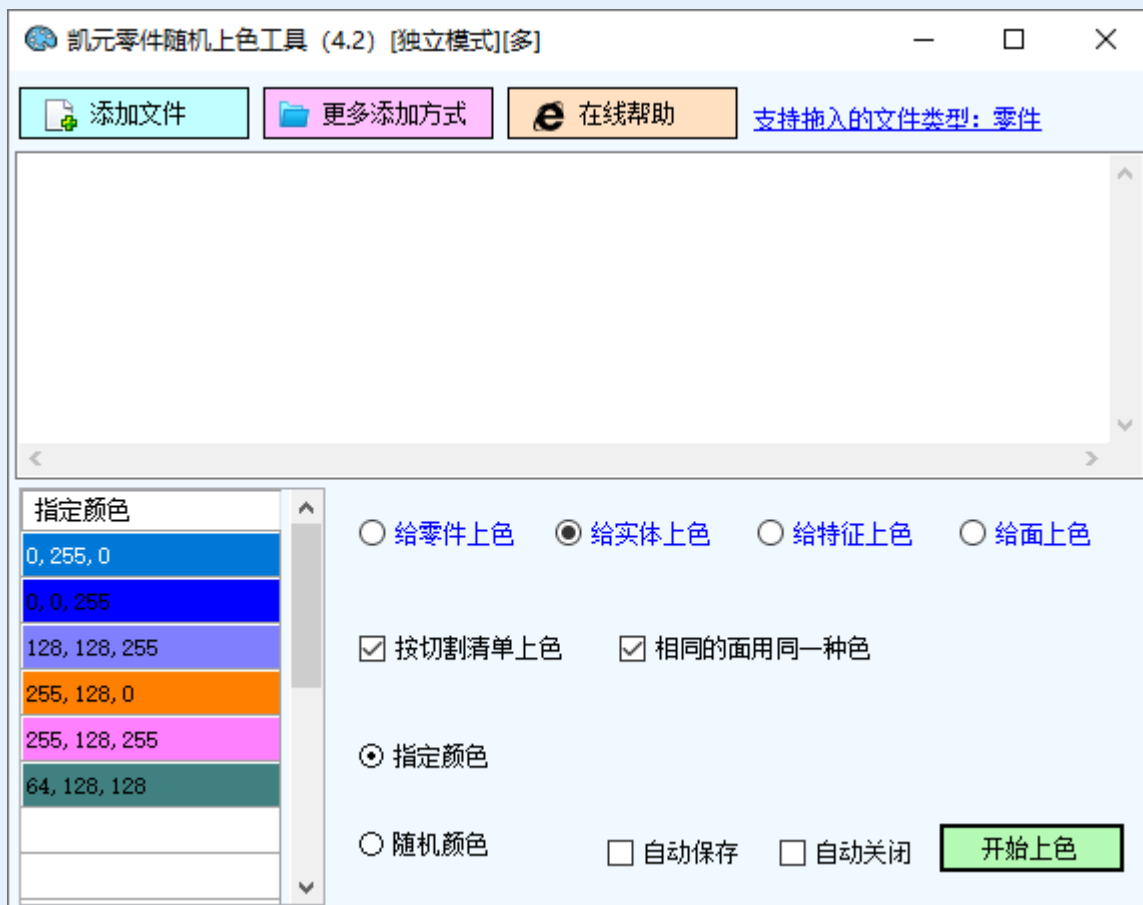 凯元零件随机上色工具（4.2）[独立模式][多]
添加文件 更多添加方式 在线帮助 支持拖入的文件类型：零件
指定颜色
0, 255, 0
0, 0, 255
128, 128, 255
255, 128, 0
255, 128, 255
64, 128, 128
给零件上色 给实体上色 给特征上色 给面上色
按切割清单上色 相同的面用同一种色
指定颜色
随机颜色 自动保存 自动关闭 开始上色